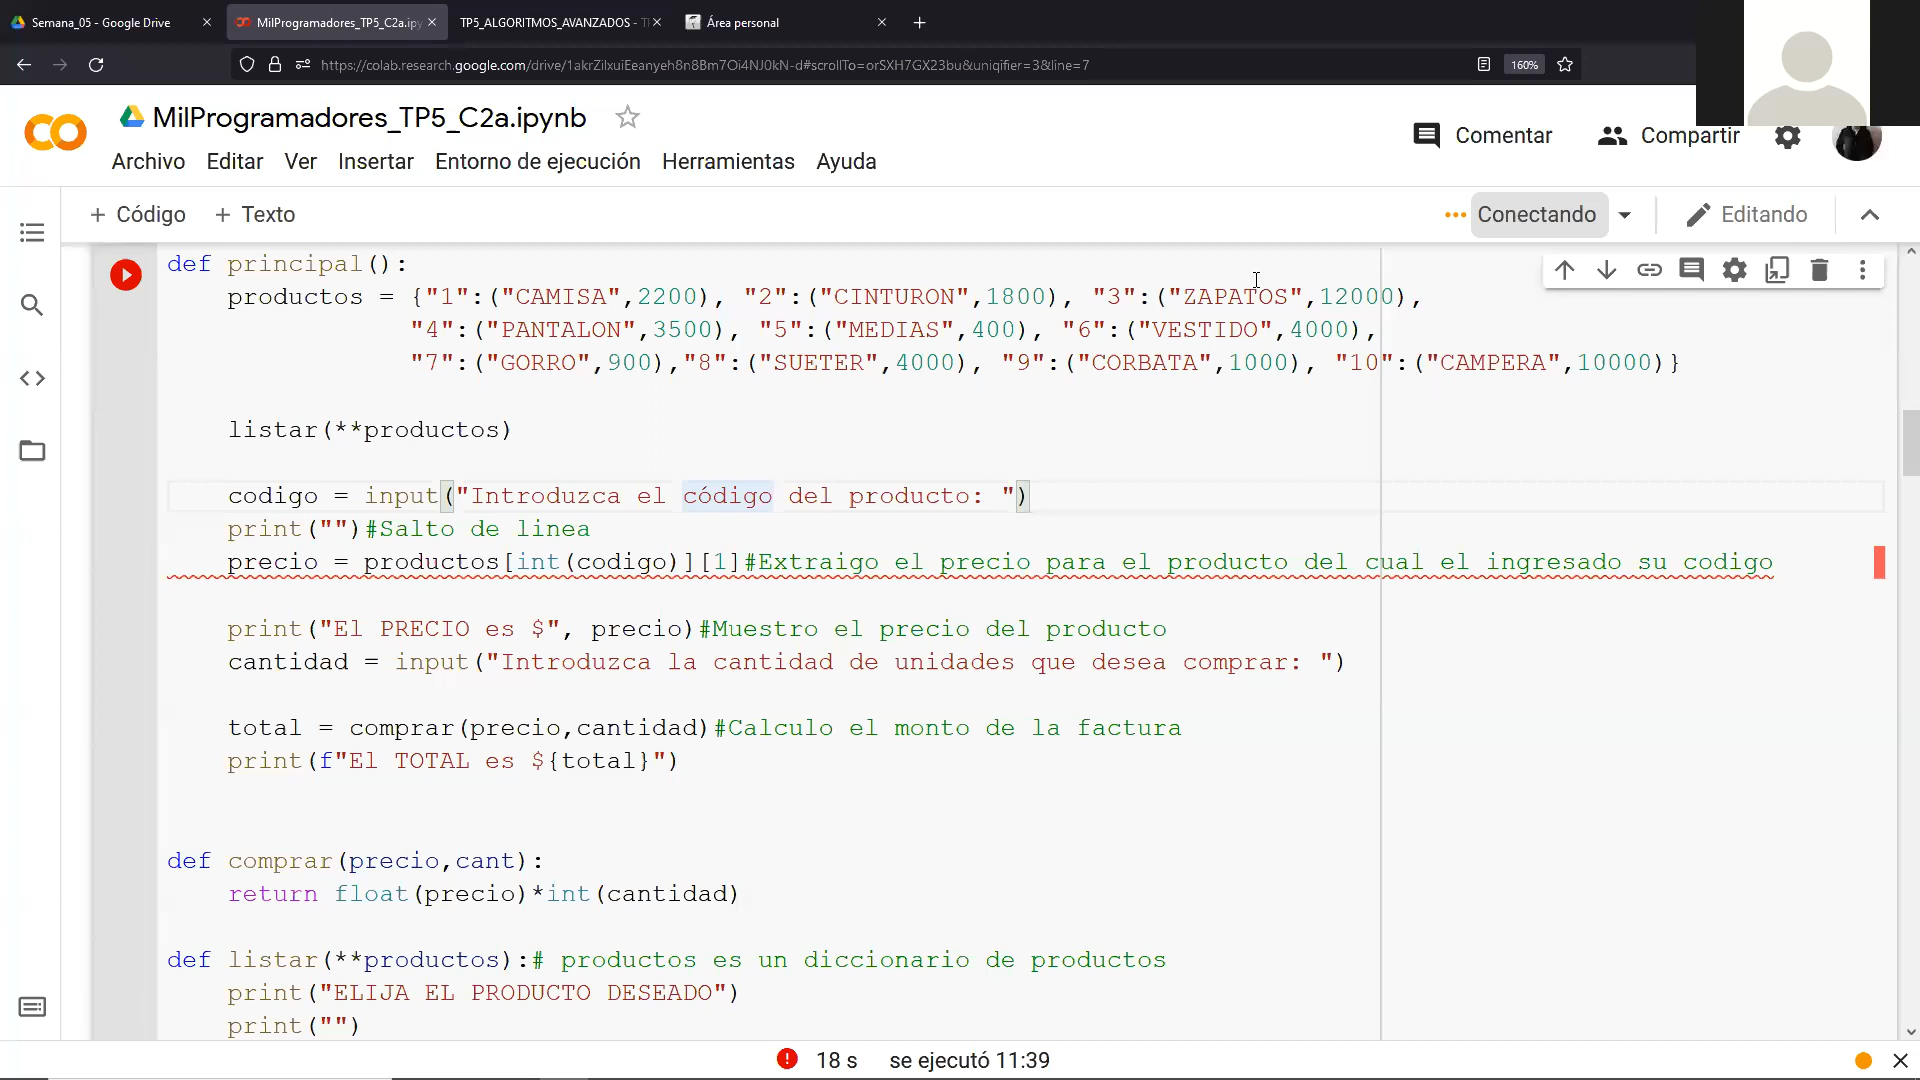 Semana_05 - Google Drive
MilProgramadores_TP5_C2a.ipy
TP5_ALGORITMOS_AVANZADOS - T
Área personal
https://colab.research.google.com/drive/1akrZilxuiEeanyeh8n8Bm7Oi4NJ0kN-d#scrollTo=orSXH7GX23bu&uniqifier=3&line=7
160%
MilProgramadores_TP5_C2a.ipynb
Comentar
Compartir
Archivo Editar Ver Insertar Entorno de ejecución Herramientas Ayuda
+ Código + Texto
Conectando
Editando
def principal():
productos = {"1":("CAMISA",2200), "2":("CINTURON",1800), "3":("ZAPATOS",12000),
"4":("PANTALON",3500), "5":("MEDIAS",400), "6":("VESTIDO",4000),
"7":("GORRO",900),"8":("SUETER",4000), "9":("CORBATA",1000), "10":("CAMPERA",10000)}
listar(**productos)
codigo = input("Introduzca el código del producto: ")
print("")#Salto de linea
precio = productos[int(codigo)][1]#Extraigo el precio para el producto del cual el ingresado su codigo
print("El PRECIO es $", precio)#Muestro el precio del producto
cantidad = input("Introduzca la cantidad de unidades que desea comprar: ")
total = comprar(precio,cantidad)#Calculo el monto de la factura
print(f"El TOTAL es ${total}")
def comprar(precio,cant):
return float(precio)*int(cantidad)
def listar(**productos):# productos es un diccionario de productos
print("ELIJA EL PRODUCTO DESEADO")
print("")
18 s se ejecutó 11:39